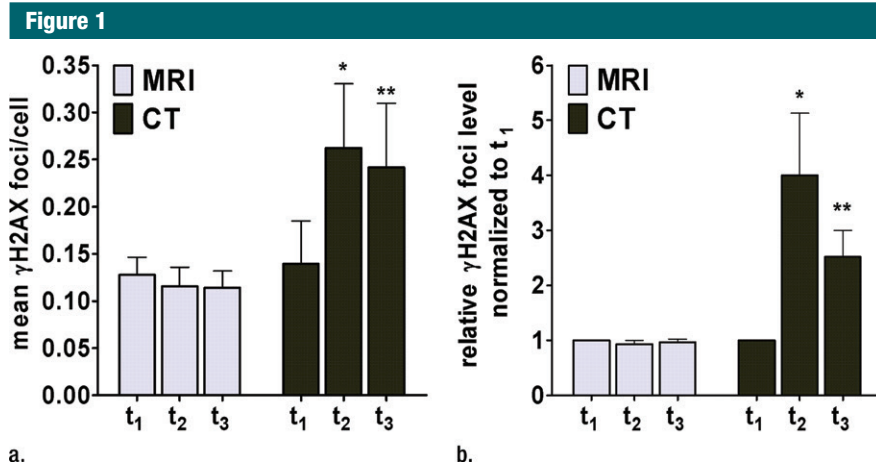 Figure 1
mean γH2AX foci/cell
0.35
0.30
0.25
0.20
0.15
0.10
0.05
0.00
MRI
CT
*
**
t1 t2 t3 t1 t2 t3
a.
relative γH2AX foci level
normalized to t1
6
5
4
3
2
1
0
MRI
CT
*
**
t1 t2 t3 t1 t2 t3
b.